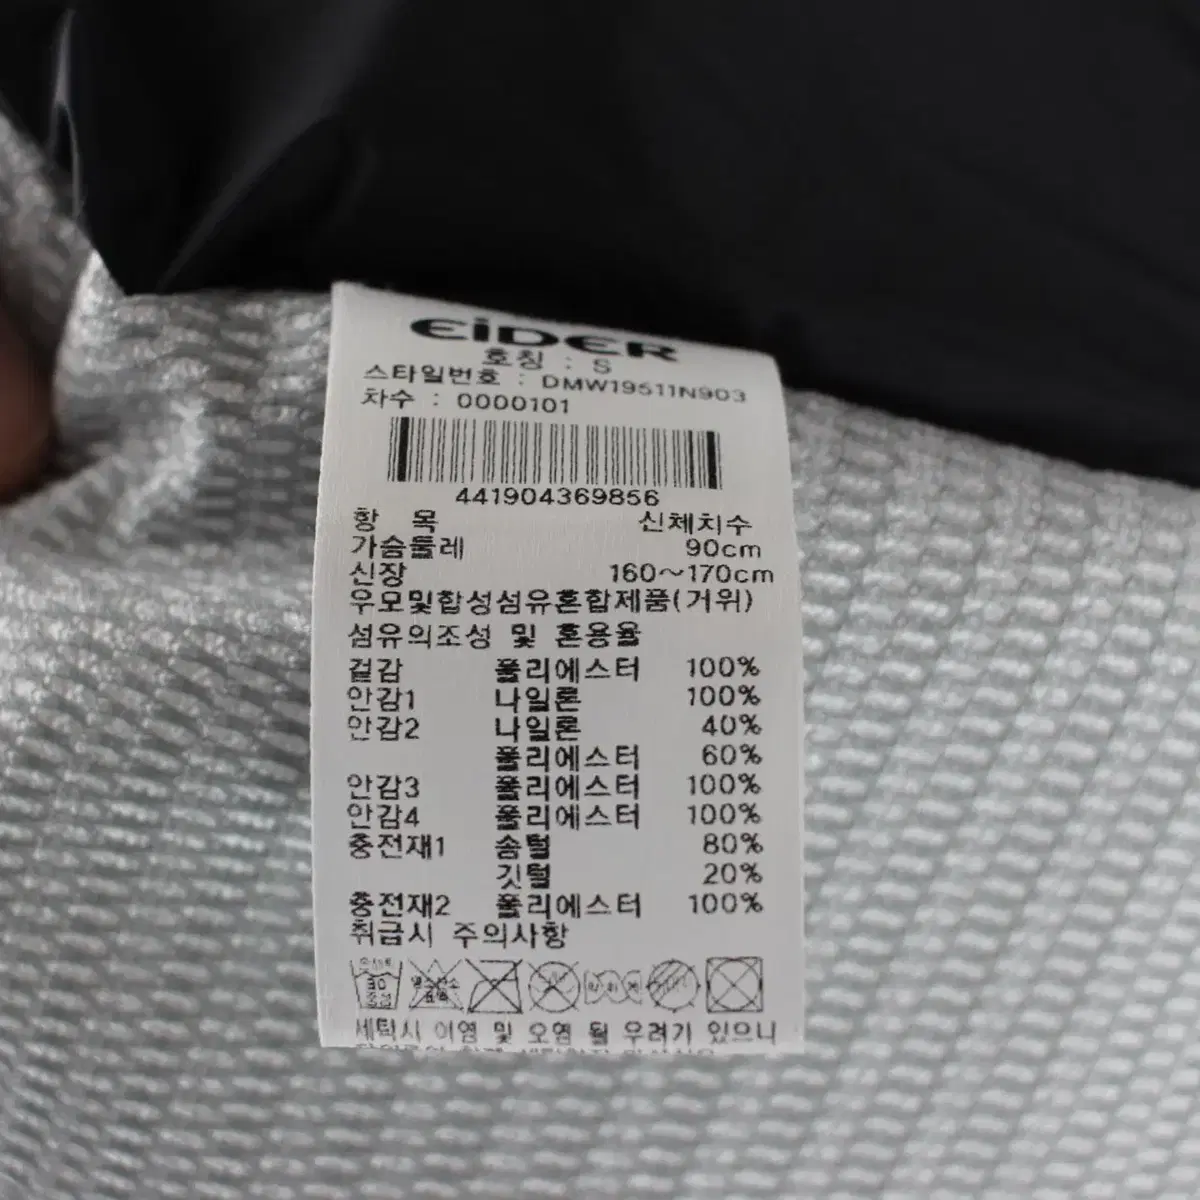 EiDER
호칭 : S
스타일번호 : DMW19511N903
차수 : 0000101
441904369856
항 목 신체치수
가슴둘레 90cm
신장 160~170cm
우모및합성섬유혼합제품(거위)
섬유의조성 및 혼용율
겉감 폴리에스터 100%
안감1 나일론 100%
안감2 나일론 40%
폴리에스터 60%
안감3 폴리에스터 100%
안감4 폴리에스터 100%
충전재1 솜털 80%
깃털 20%
충전재2 폴리에스터 100%
취급시 주의사항
30 중성
세탁시 이염 및 오염 될 우려가 있으니